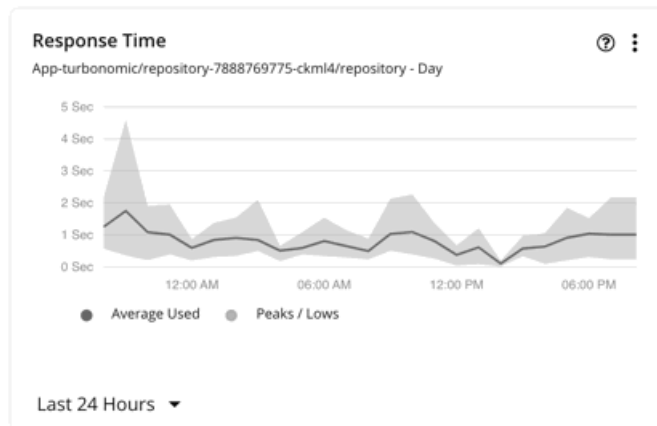 Response Time
App-turbonomic/repository-7888769775-ckml4/repository - Day
5 Sec
4 Sec
3 Sec
2 Sec
1 Sec
0 Sec
12:00 AM 06:00 AM 12:00 PM 06:00 PM
Average Used Peaks / Lows
Last 24 Hours